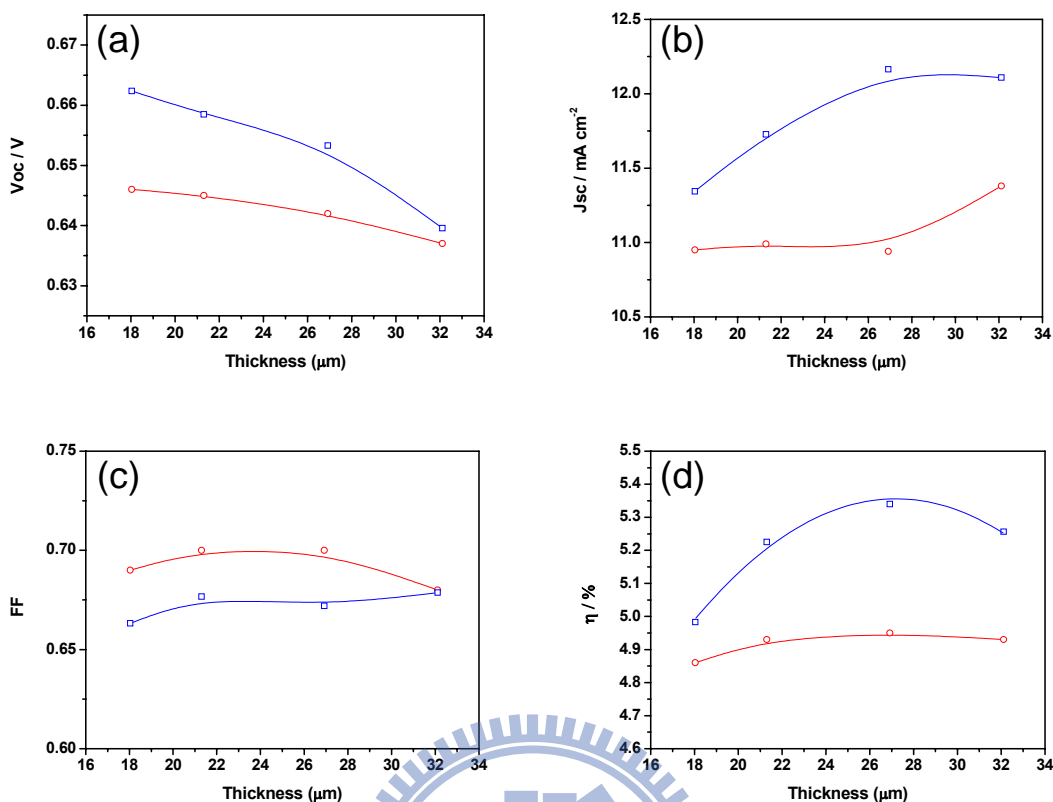 (a)
0.67
0.66
0.65
0.64
0.63
Voc / V
16 18 20 22 24 26 28 30 32 34
Thickness (μm)
(b)
12.5
12.0
11.5
11.0
10.5
Jsc / mA cm⁻²
16 18 20 22 24 26 28 30 32 34
Thickness (μm)
(c)
0.75
0.70
0.65
0.60
FF
16 18 20 22 24 26 28 30 32 34
Thickness (μm)
(d)
5.5
5.4
5.3
5.2
5.1
5.0
4.9
4.8
4.7
4.6
η / %
16 18 20 22 24 26 28 30 32 34
Thickness (μm)